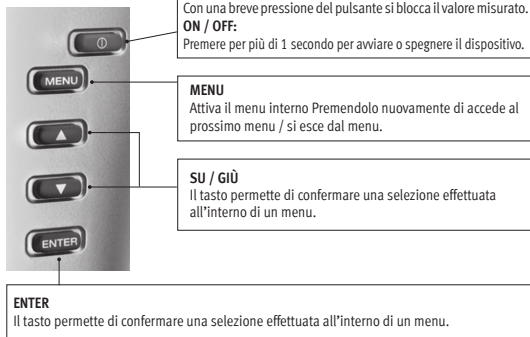 Con una breve pressione del pulsante si blocca il valore misurato.
ON / OFF:
Premere per più di 1 secondo per avviare o spegnere il dispositivo.
MENU
MENU
Attiva il menu interno Premendolo nuovamente di accede al
prossimo menu / si esce dal menu.
SU / GIÙ
Il tasto permette di confermare una selezione effettuata
all'interno di un menu.
ENTER
ENTER
Il tasto permette di confermare una selezione effettuata all'interno di un menu.